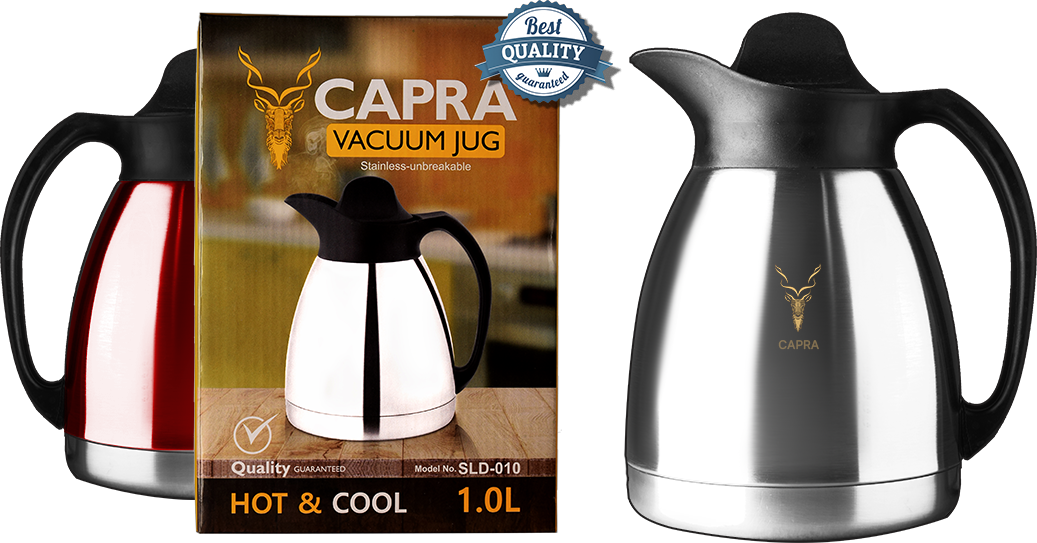 CAPRA
VACUUM JUG
Stainless-unbreakable
Quality GUARANTEED
Model No. SLD-010
HOT & COOL 1.0L
Best
QUALITY
guaranteed
CAPRA